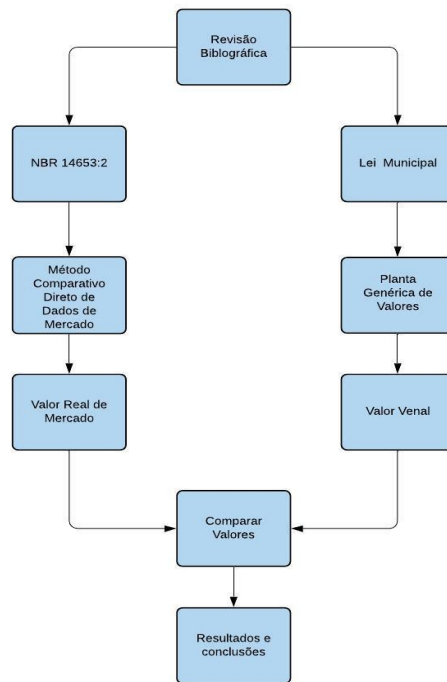 Revisão
Biblográfica
NBR 14653:2
Lei Municipal
Método
Comparativo
Direto de
Dados de
Mercado
Planta
Genérica de
Valores
Valor Real de
Mercado
Valor Venal
Comparar
Valores
Resultados e
conclusões